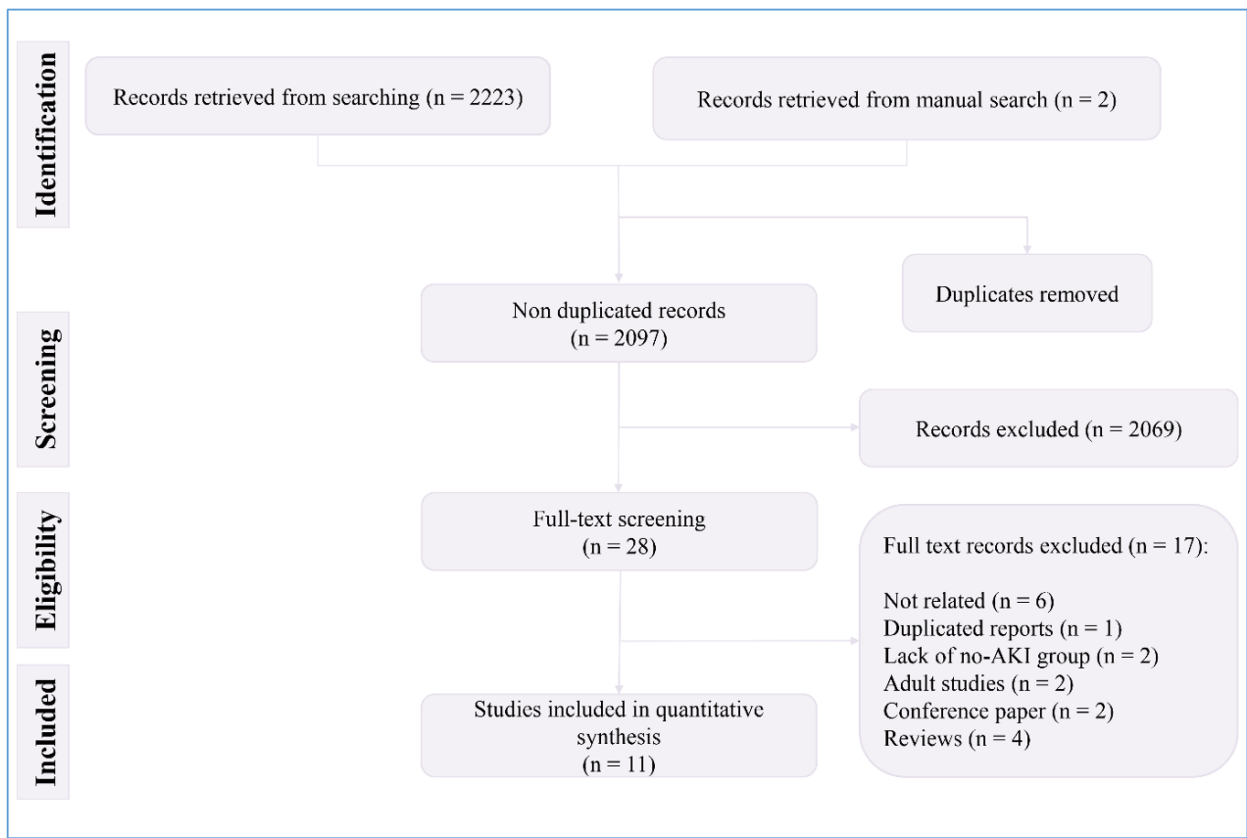 Identification
Records retrieved from searching (n = 2223)
Records retrieved from manual search (n = 2)
Duplicates removed
Screening
Non duplicated records
(n = 2097)
Records excluded (n = 2069)
Eligibility
Full-text screening
(n = 28)
Full text records excluded (n = 17):
Not related (n = 6)
Duplicated reports (n = 1)
Lack of no-AKI group (n = 2)
Adult studies (n = 2)
Conference paper (n = 2)
Reviews (n = 4)
Included
Studies included in quantitative
synthesis
(n = 11)